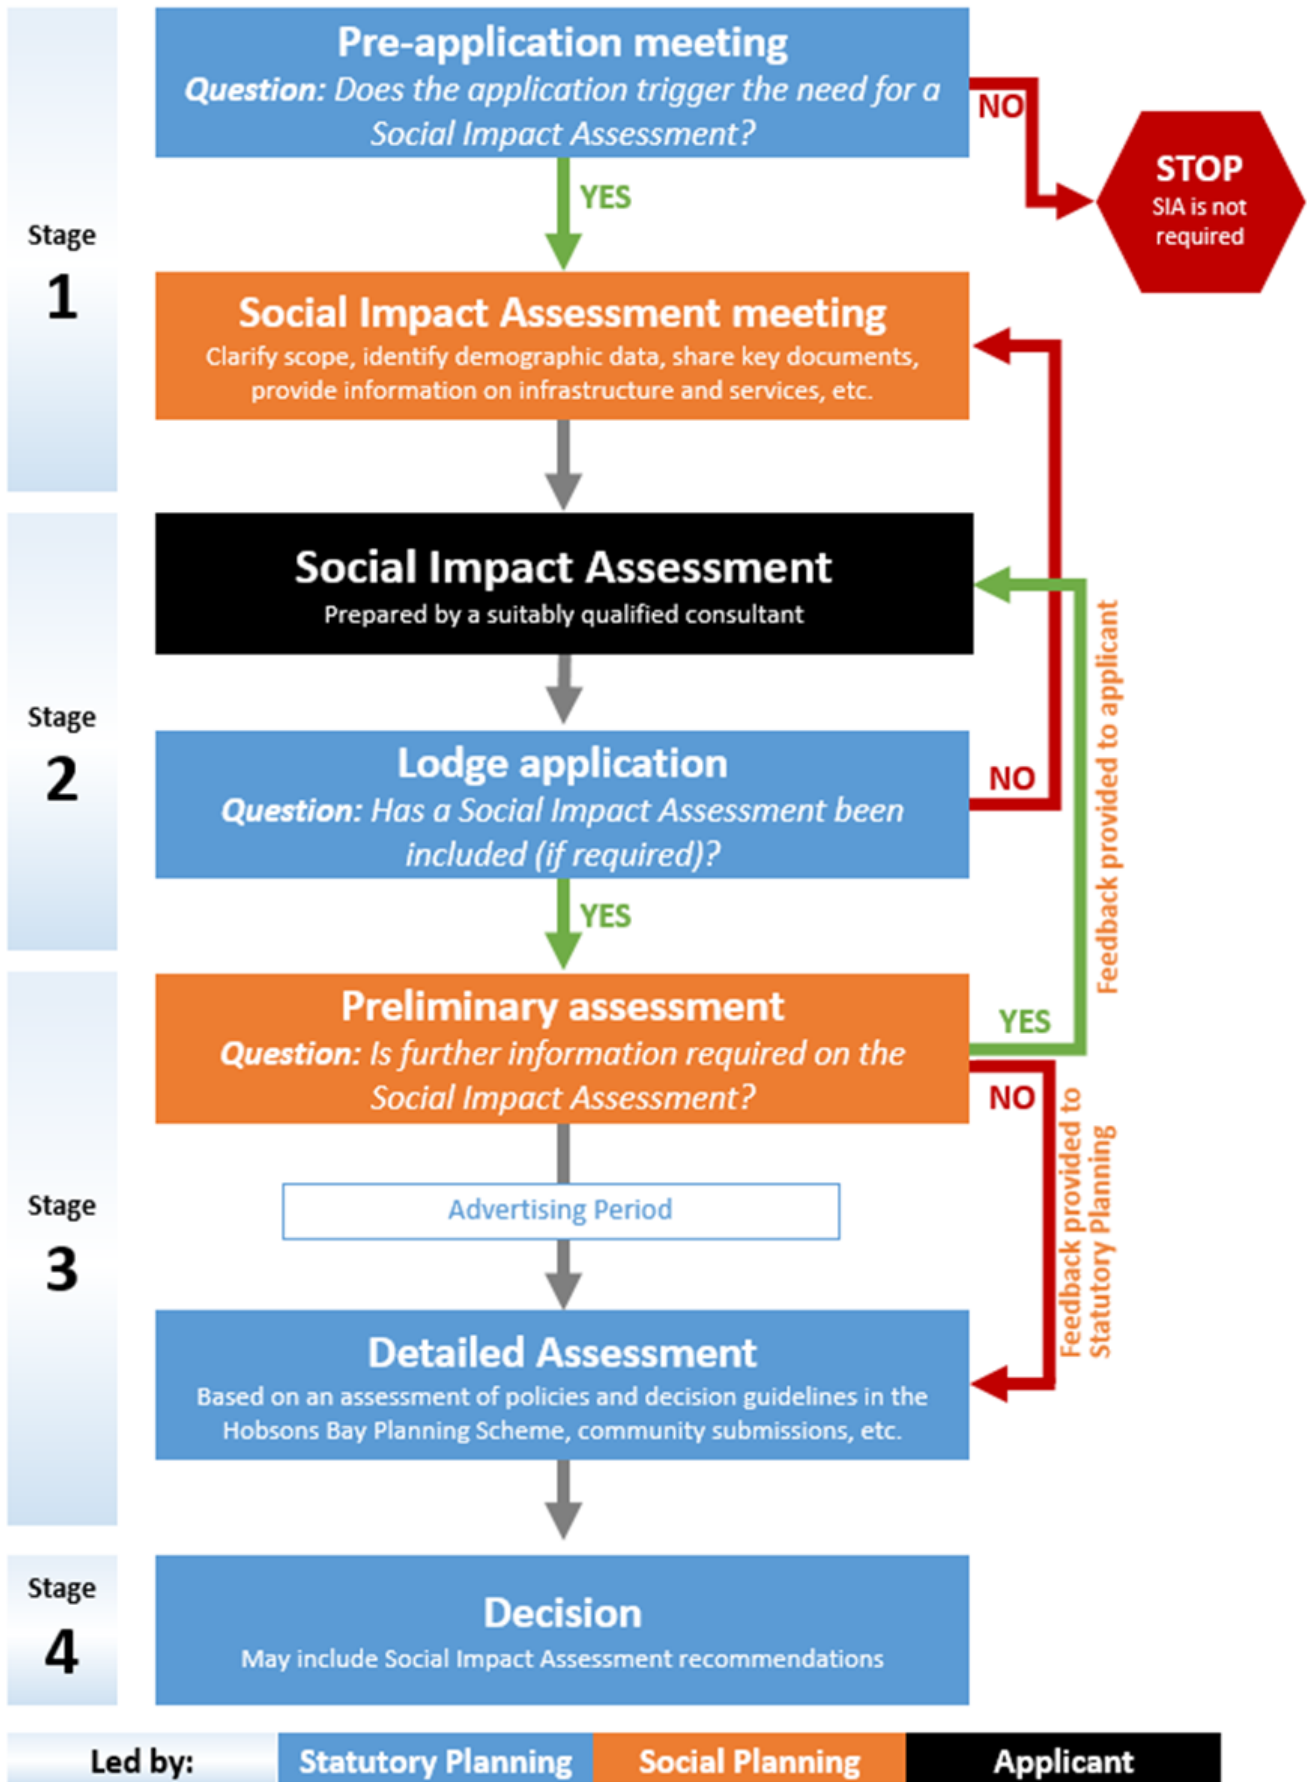 Pre-application meeting
Question: Does the application trigger the need for a
Social Impact Assessment?
NO
STOP
SIA is not
required
YES
Stage
1
Social Impact Assessment meeting
Clarify scope, identify demographic data, share key documents,
provide information on infrastructure and services, etc.
Social Impact Assessment
Prepared by a suitably qualified consultant
Stage
2
Lodge application
Question: Has a Social Impact Assessment been
included (if required)?
NO
YES
Feedback provided to applicant
Preliminary assessment
Question: Is further information required on the
Social Impact Assessment?
YES
NO
Feedback provided to
Statutory Planning
Stage
3
Advertising Period
Detailed Assessment
Based on an assessment of policies and decision guidelines in the
Hobsons Bay Planning Scheme, community submissions, etc.
Stage
4
Decision
May include Social Impact Assessment recommendations
Led by:
Statutory Planning
Social Planning
Applicant